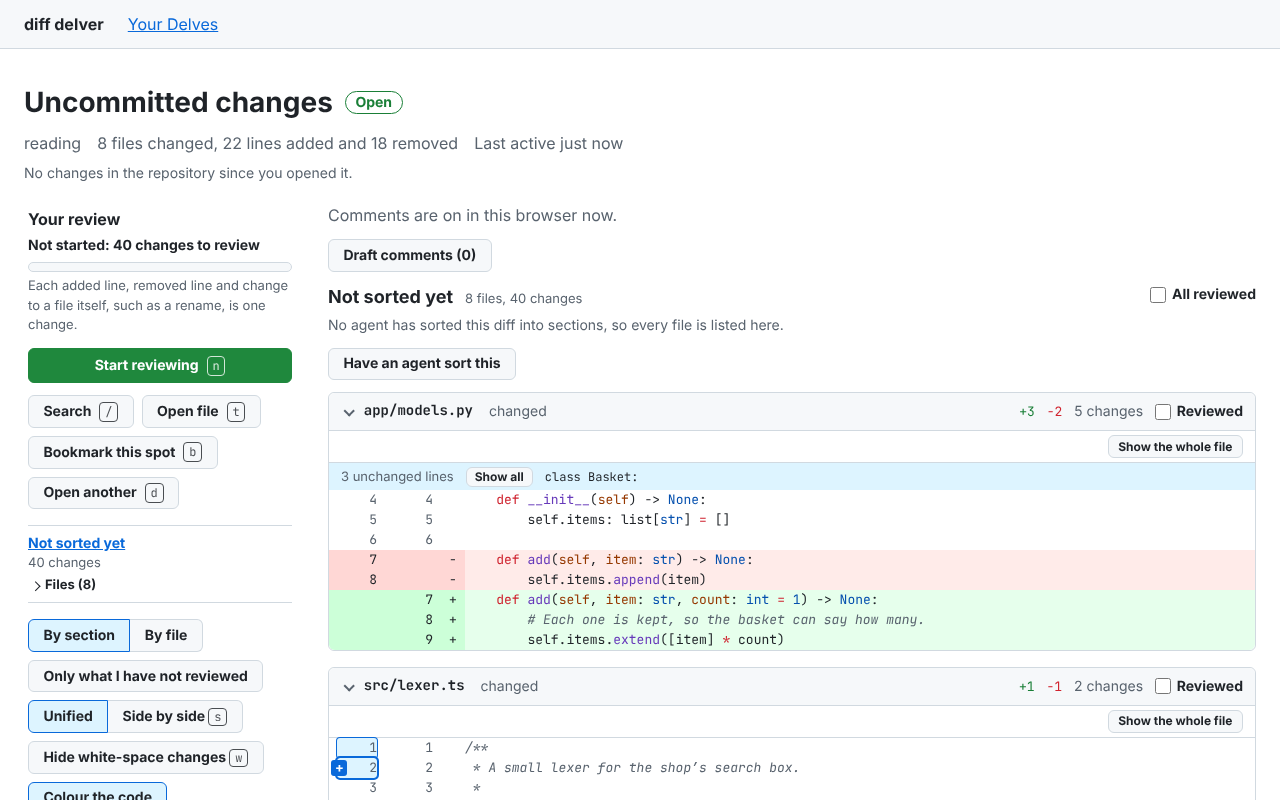 diff delver Your Delves
Uncommitted changes Open
reading 8 files changed, 22 lines added and 18 removed Last active just now
No changes in the repository since you opened it.
Your review
Not started: 40 changes to review
Each added line, removed line and change
to a file itself, such as a rename, is one
change.
Start reviewing n
Search / Open file t
Bookmark this spot b
Open another d
Not sorted yet
40 changes
Files (8)
By section By file
Only what I have not reviewed
Unified Side by side s
Hide white-space changes w
Colour the code
Comments are on in this browser now.
Draft comments (0)
Not sorted yet 8 files, 40 changes All reviewed
No agent has sorted this diff into sections, so every file is listed here.
Have an agent sort this
app/models.py changed +3 -2 5 changes Reviewed
Show the whole file
3 unchanged lines Show all class Basket:
4 4 def __init__(self) -> None:
5 5 self.items: list[str] = []
6 6
7 - def add(self, item: str) -> None:
8 - self.items.append(item)
7 + def add(self, item: str, count: int = 1) -> None:
8 + # Each one is kept, so the basket can say how many.
9 + self.items.extend([item] * count)
src/lexer.ts changed +1 -1 2 changes Reviewed
Show the whole file
1 1 /**
+ 2 2 * A small lexer for the shop’s search box.
3 3 *